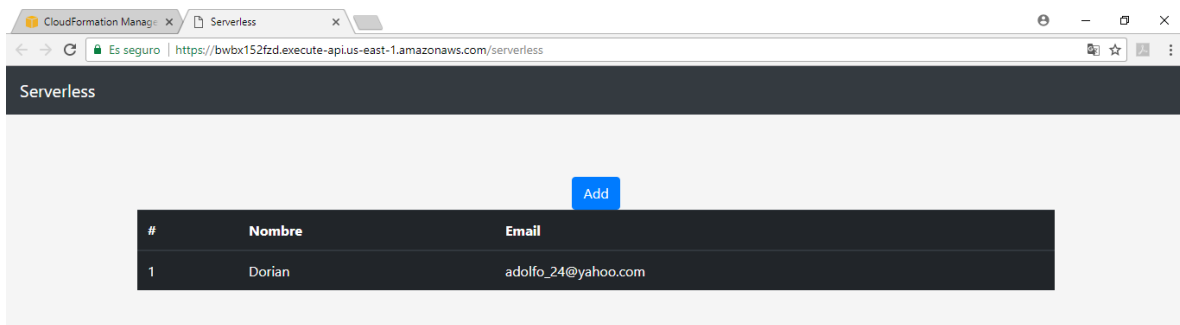 CloudFormation Manage
Serverless
Es seguro | https://bwbx152fzd.execute-api.us-east-1.amazonaws.com/serverless
Serverless
Add
# Nombre Email
1 Dorian adolfo_24@yahoo.com